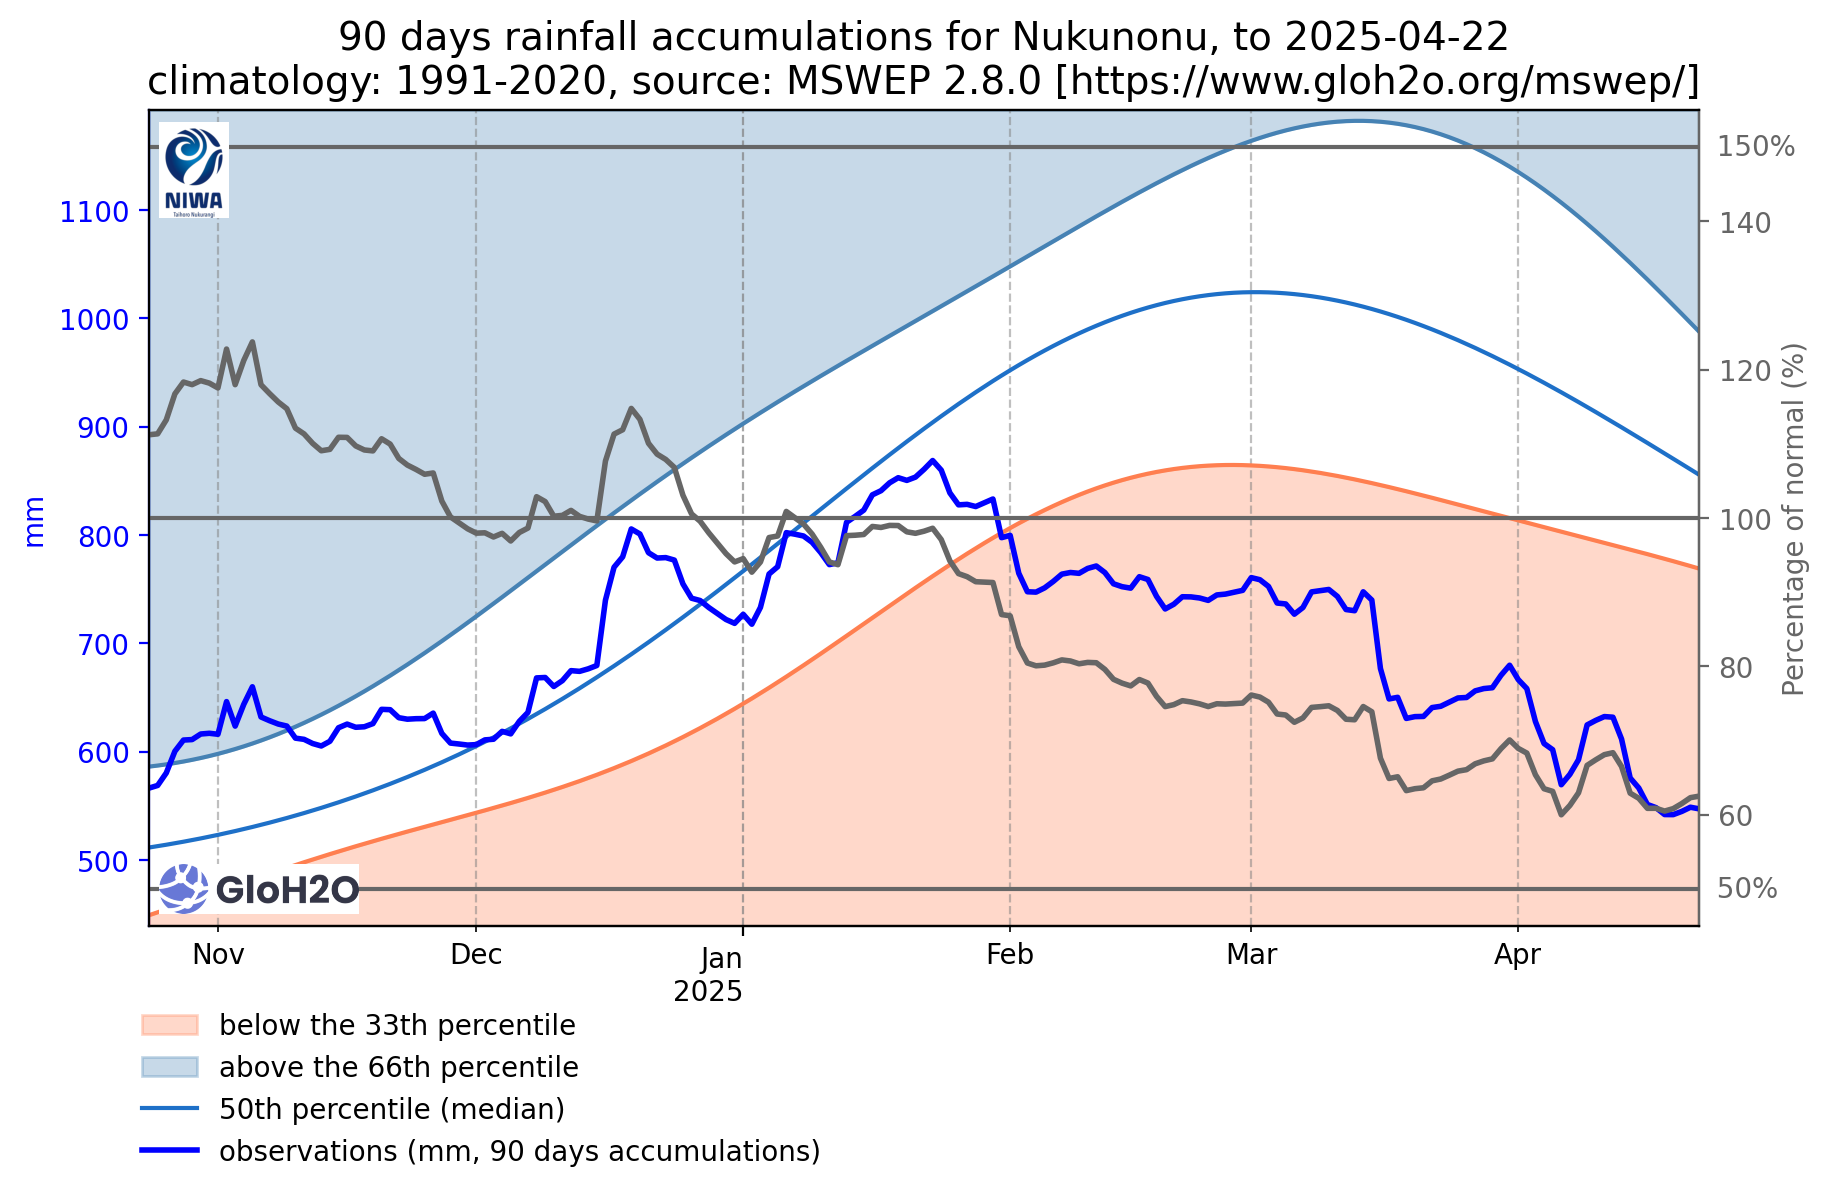 90 days rainfall accumulations for Nukunonu, to 2025-04-22
climatology: 1991-2020, source: MSWEP 2.8.0 [https://www.gloh2o.org/mswep/]
NIWA
Taihoro Nukurangi
1100
1000
900
800
700
600
500
mm
150%
140
120
100
80
60
50%
Percentage of normal (%)
GloH2O
Nov
Dec
Jan
2025
Feb
Mar
Apr
below the 33th percentile
above the 66th percentile
50th percentile (median)
observations (mm, 90 days accumulations)